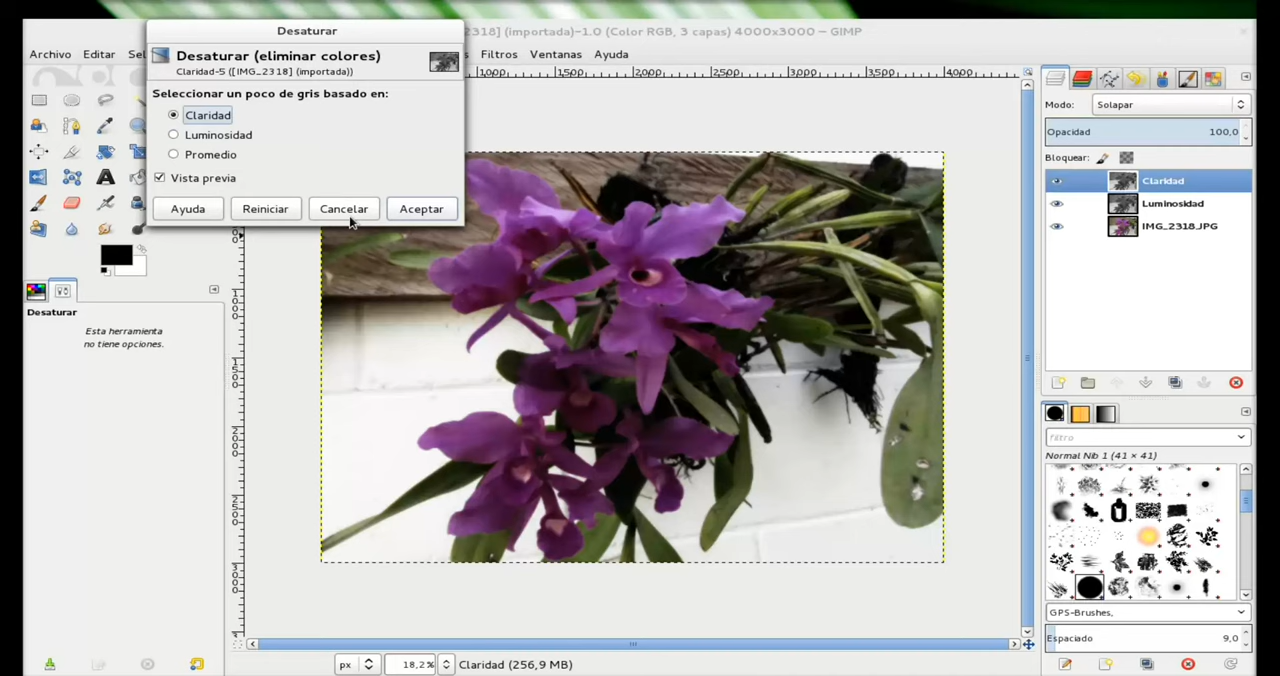 Desaturar
2318] (importada)-1.0 (Color RGB, 3 capas) 4000x3000 – GIMP
Archivo Editar Sel
Filtros Ventanas Ayuda
Desaturar (eliminar colores)
Claridad-5 ([IMG_2318] (importada))
Seleccionar un poco de gris basado en:
Claridad
Luminosidad
Promedio
Vista previa
Ayuda Reiniciar Cancelar Aceptar
1000 1500 2000 2500 3000 3500 4000
Modo: Solapar
Opacidad 100,0
Bloquear:
Claridad
Luminosidad
IMG_2318.JPG
Desaturar
Esta herramienta
no tiene opciones.
filtro
Normal Nib 1 (41 × 41)
GPS-Brushes,
Espaciado 9,0
px 18,2% Claridad (256,9 MB)